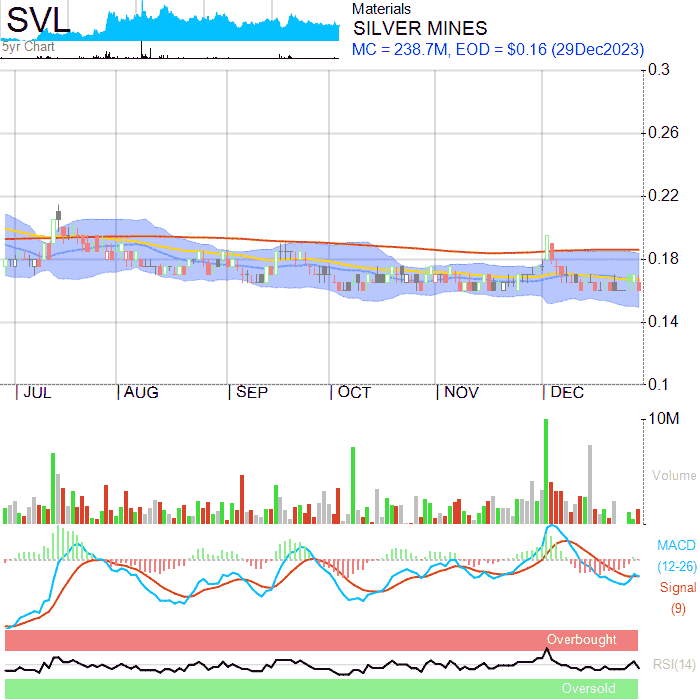 SVL
5yr Chart
Materials
SILVER MINES
MC = 238.7M, EOD = $0.16 (29Dec2023)
0.3
0.26
0.22
0.18
0.14
0.1
JUL AUG SEP OCT NOV DEC
10M
Volume
MACD
(12-26)
Signal
(9)
Overbought
RSI(14)
Oversold